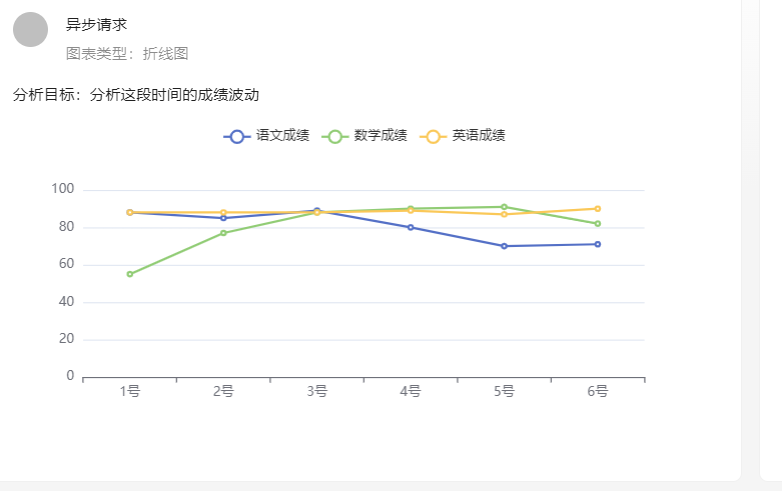 异步请求
图表类型：折线图
分析目标：分析这段时间的成绩波动
语文成绩 数学成绩 英语成绩
100
80
60
40
20
0
1号 2号 3号 4号 5号 6号